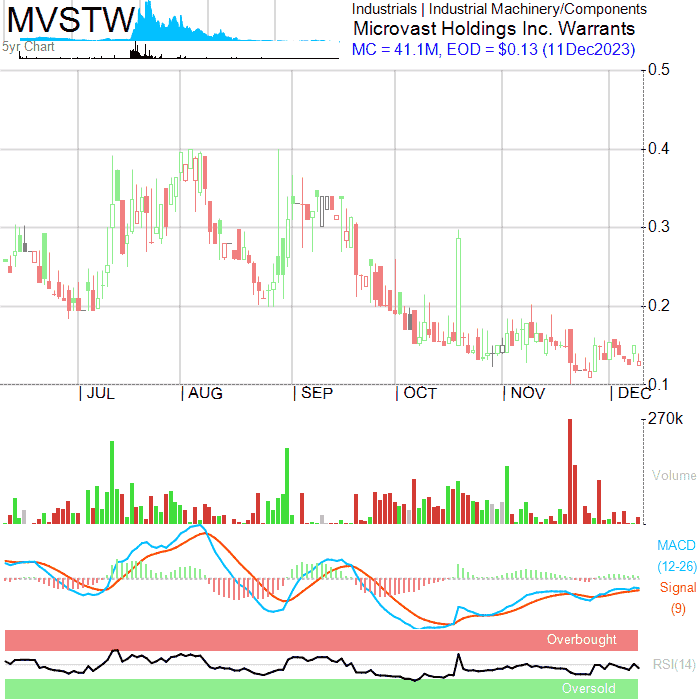 MVSTW
5yr Chart
Industrials | Industrial Machinery/Components
Microvast Holdings Inc. Warrants
MC = 41.1M, EOD = $0.13 (11Dec2023)
0.5
0.4
0.3
0.2
0.1
| JUL | AUG | SEP | OCT | NOV | DEC
270k
Volume
MACD
(12-26)
Signal
(9)
Overbought
RSI(14)
Oversold